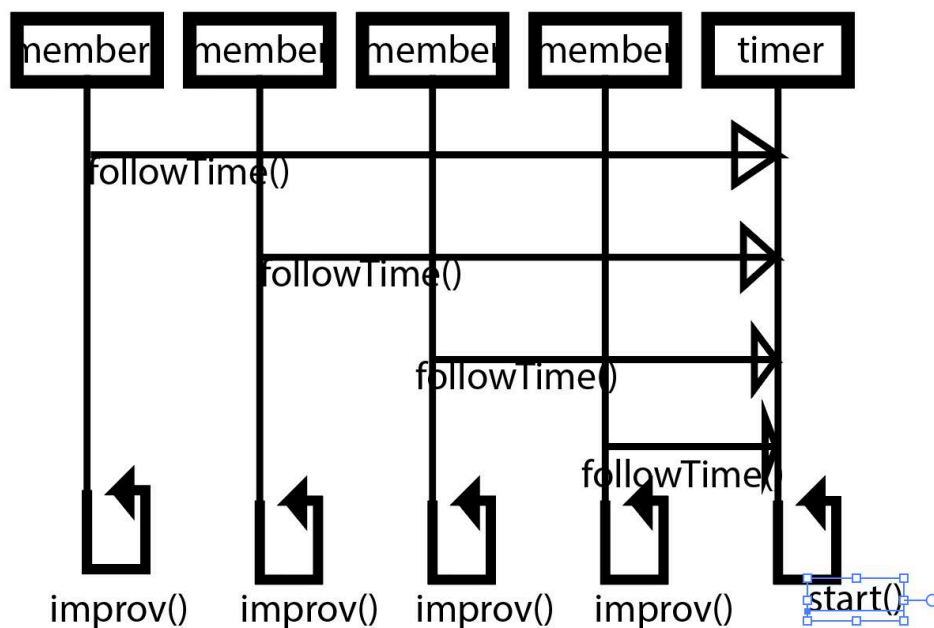 member
member
member
member
timer
followTime()
followTime()
followTime()
followTime()
improv()
improv()
improv()
improv()
start()